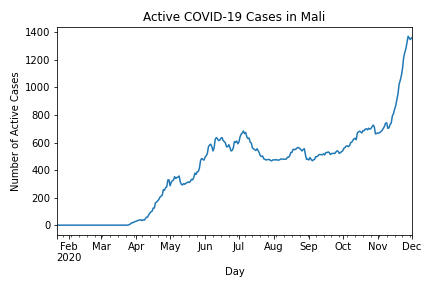 Active COVID-19 Cases in Mali
Number of Active Cases
1400
1200
1000
800
600
400
200
0
Feb Mar Apr May Jun Jul Aug Sep Oct Nov Dec
2020
Day